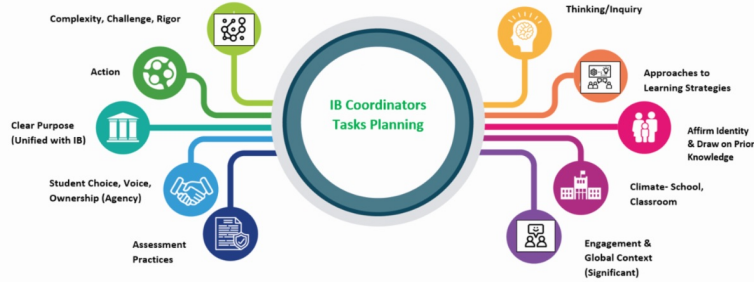 Complexity, Challenge, Rigor
Action
Clear Purpose
(Unified with IB)
Student Choice, Voice,
Ownership (Agency)
Assessment
Practices
IB Coordinators
Tasks Planning
Thinking/Inquiry
Approaches to
Learning Strategies
Affirm Identity
& Draw on Prior
Knowledge
Climate- School,
Classroom
Engagement &
Global Context
(Significant)